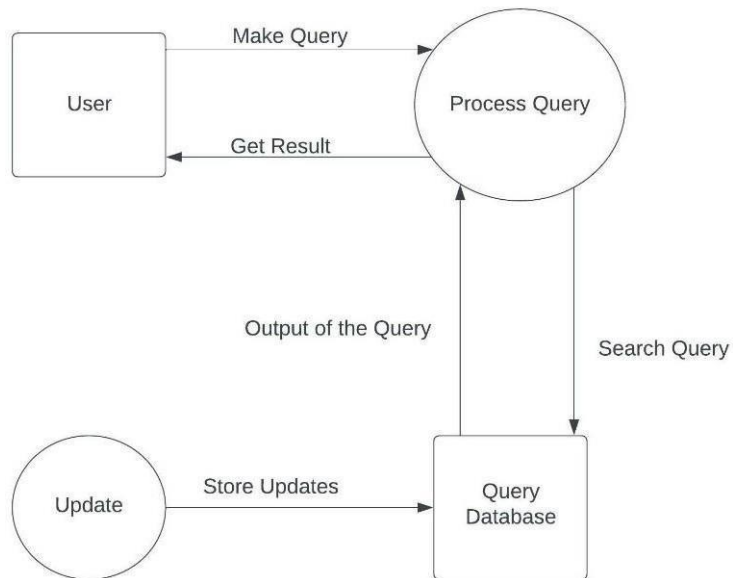 Make Query
User
Process Query
Get Result
Output of the Query
Search Query
Update
Store Updates
Query
Database